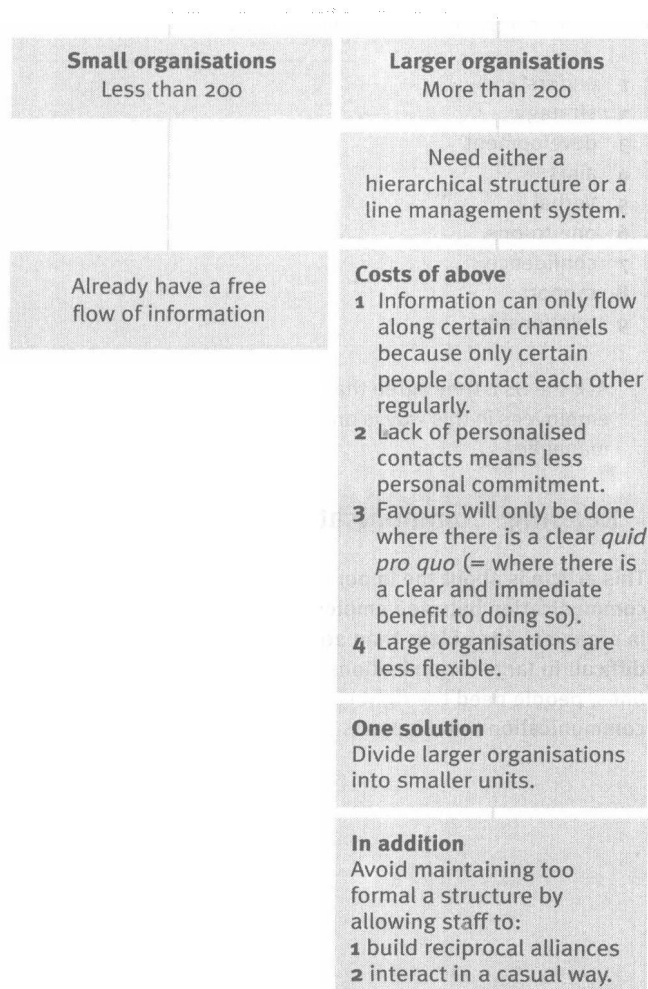 Small organisations
Less than 200
Larger organisations
More than 200
Need either a
hierarchical structure or a
line management system.
Already have a free
flow of information
Costs of above
1 Information can only flow
along certain channels
because only certain
people contact each other
regularly.
2 Lack of personalised
contacts means less
personal commitment.
3 Favours will only be done
where there is a clear quid
pro quo (= where there is
a clear and immediate
benefit to doing so).
4 Large organisations are
less flexible.
One solution
Divide larger organisations
into smaller units.
In addition
Avoid maintaining too
formal a structure by
allowing staff to:
1 build reciprocal alliances
2 interact in a casual way.